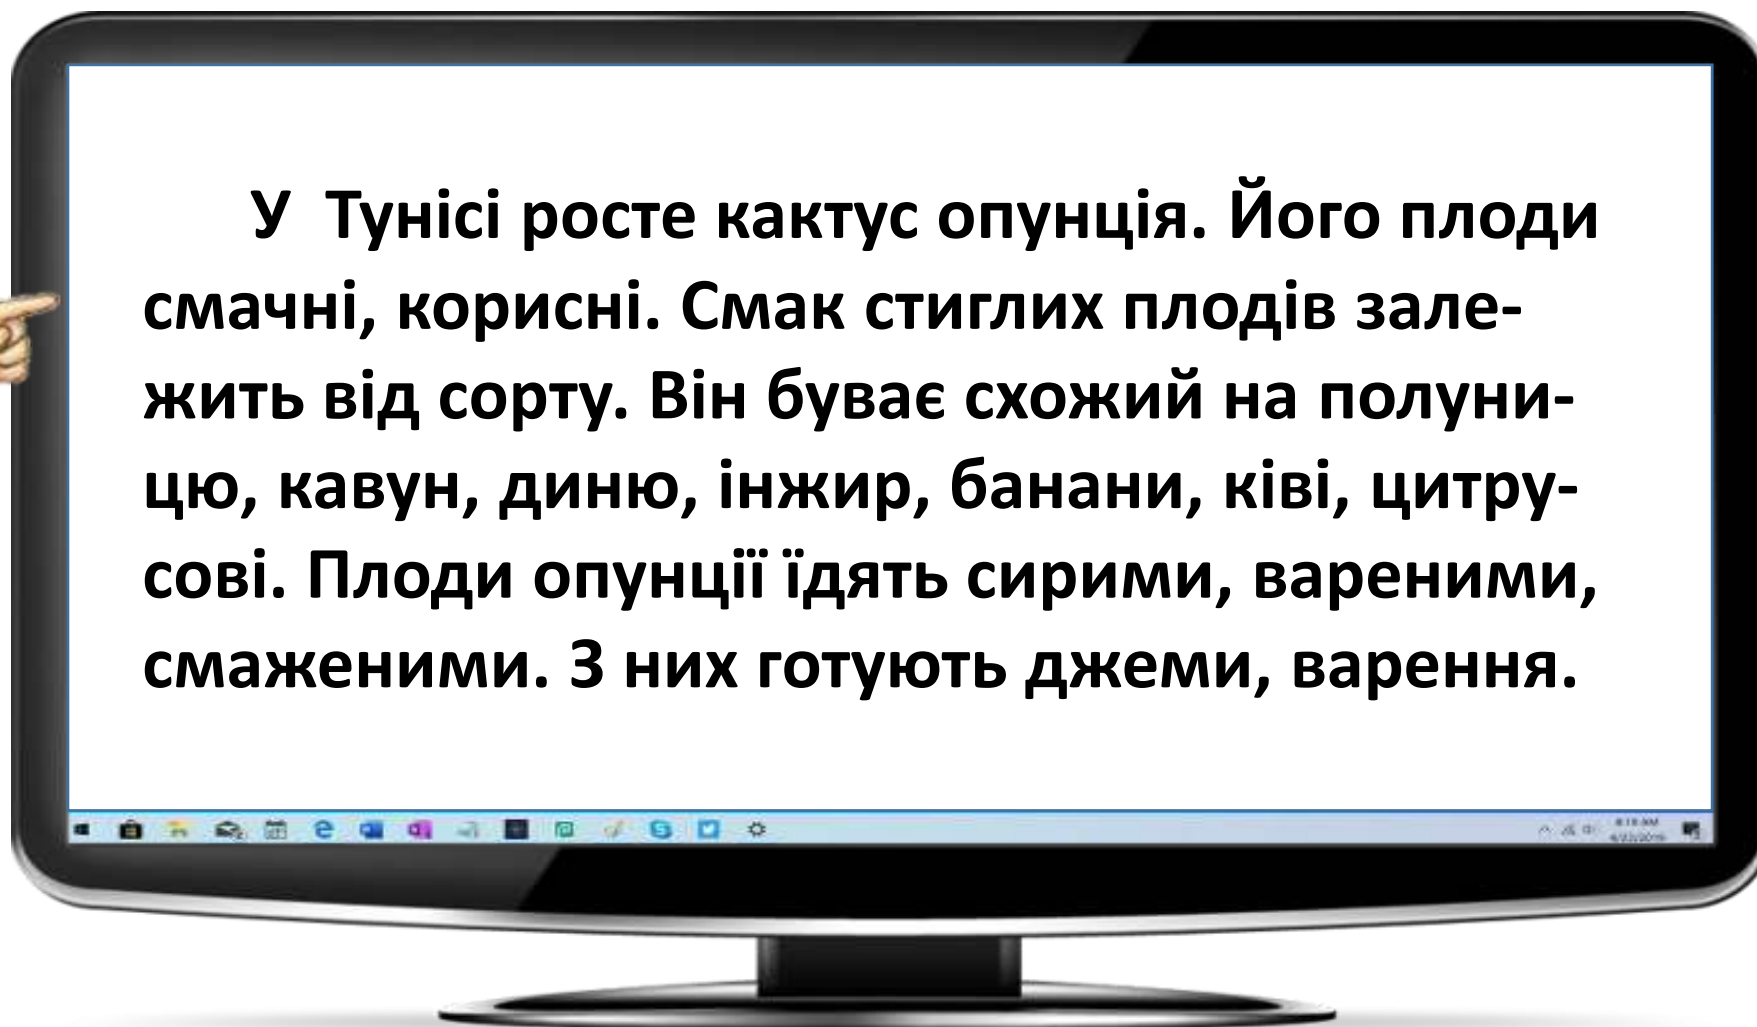 У Тунісі росте кактус опунція. Його плоди
смачні, корисні. Смак стиглих плодів зале-
жить від сорту. Він буває схожий на полуни-
цю, кавун, диню, інжир, банани, ківі, цитру-
сові. Плоди опунції їдять сирими, вареними,
смаженими. З них готують джеми, варення.